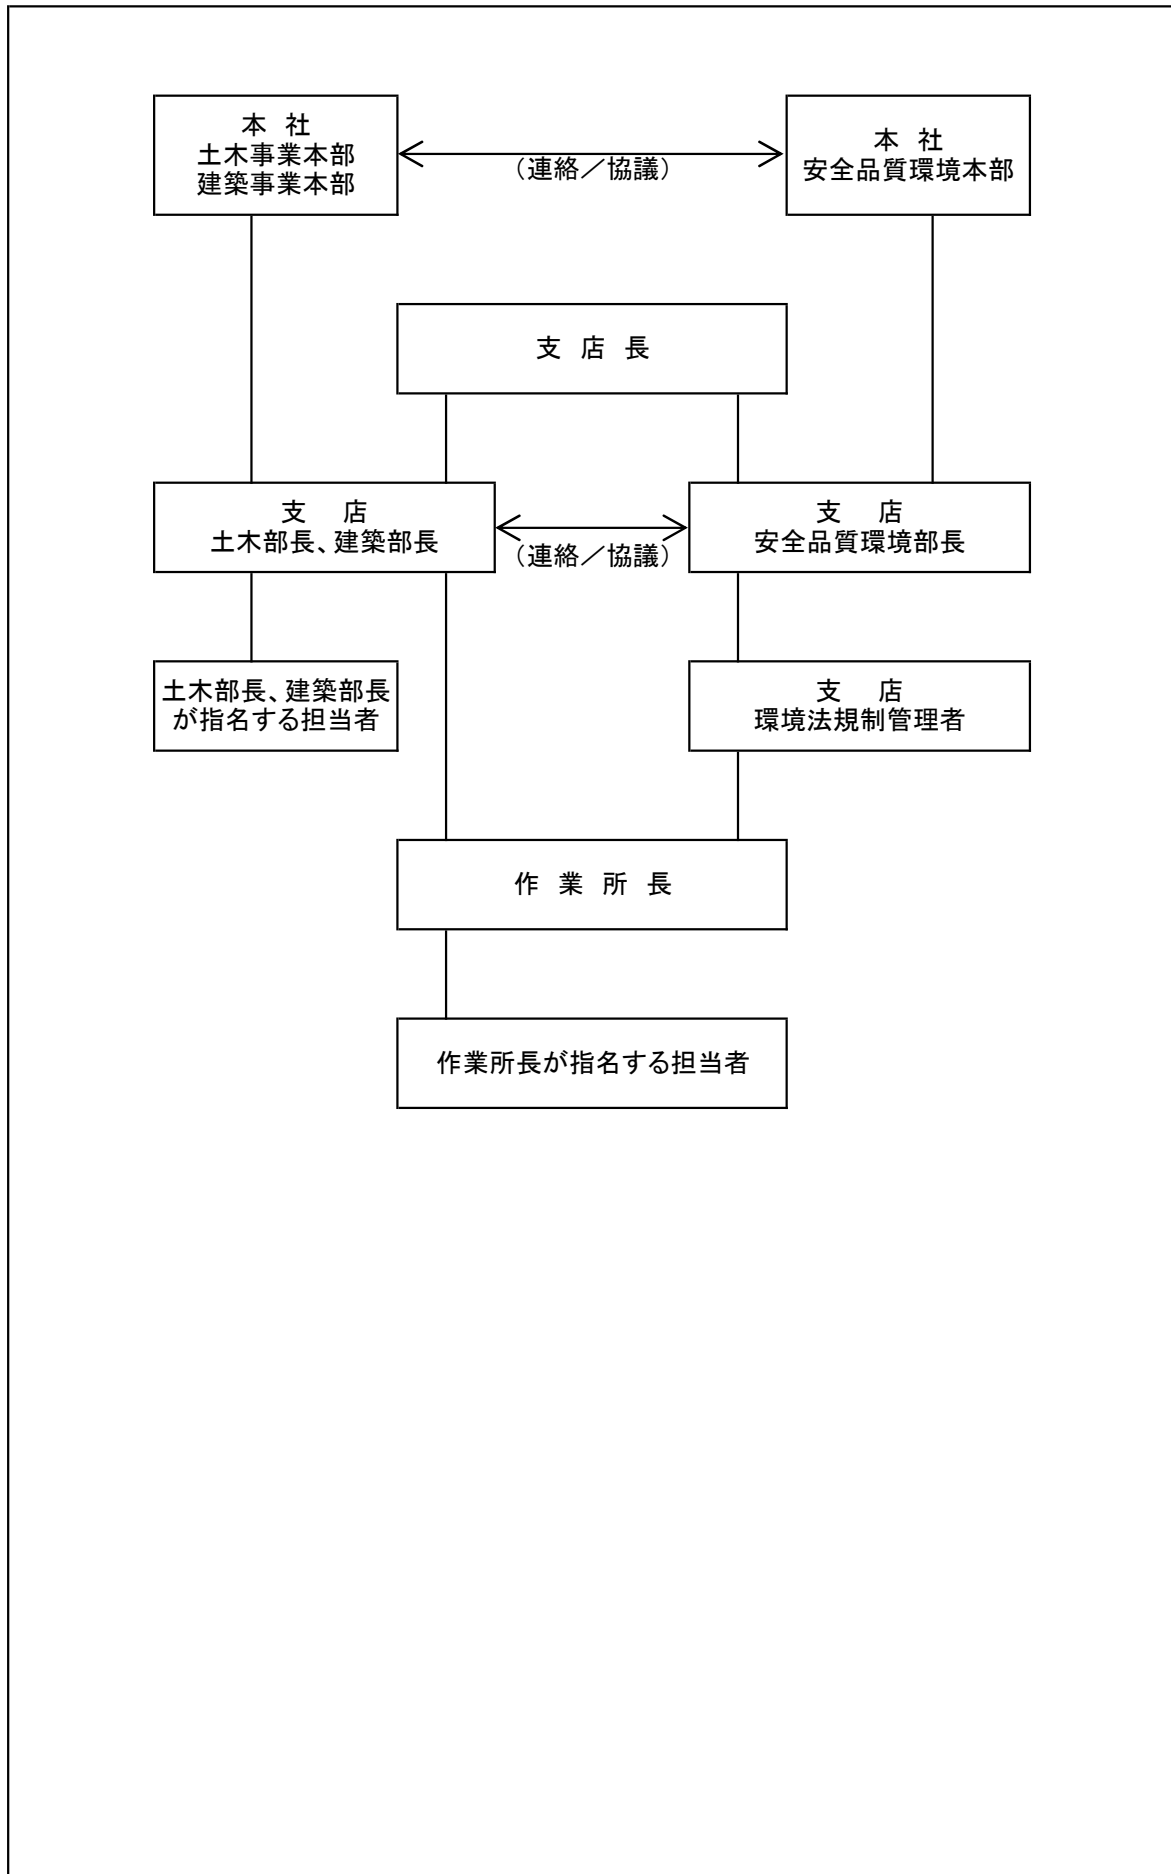 本 社
土木事業本部
建築事業本部
（連絡／協議）
本 社
安全品質環境本部
支 店 長
支 店
土木部長、建築部長
（連絡／協議）
支 店
安全品質環境部長
土木部長、建築部長
が指名する担当者
支 店
環境法規制管理者
作 業 所 長
作業所長が指名する担当者